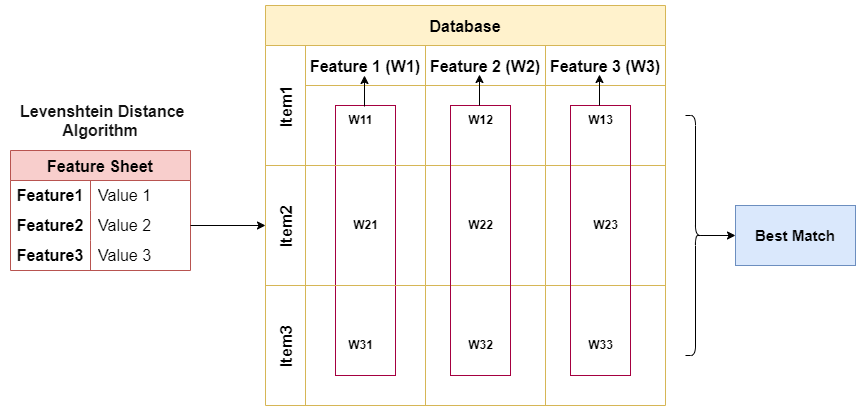 Database
Feature 1 (W1) Feature 2 (W2) Feature 3 (W3)
Levenshtein Distance
Algorithm
Feature Sheet
Feature1 Value 1
Feature2 Value 2
Feature3 Value 3
Item1
W11 W12 W13
Item2
W21 W22 W23
Item3
W31 W32 W33
Best Match